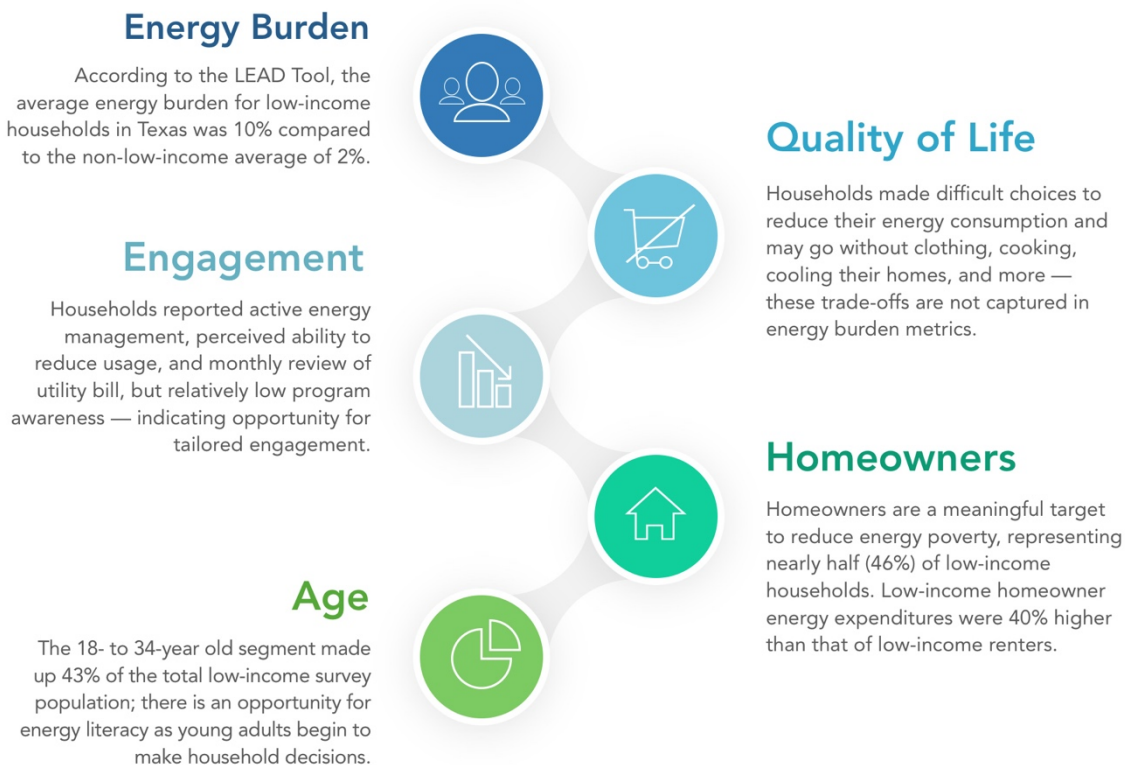 Energy Burden
According to the LEAD Tool, the
average energy burden for low-income
households in Texas was 10% compared
to the non-low-income average of 2%.
Quality of Life
Households made difficult choices to
reduce their energy consumption and
may go without clothing, cooking,
cooling their homes, and more —
these trade-offs are not captured in
energy burden metrics.
Engagement
Households reported active energy
management, perceived ability to
reduce usage, and monthly review of
utility bill, but relatively low program
awareness — indicating opportunity for
tailored engagement.
Homeowners
Homeowners are a meaningful target
to reduce energy poverty, representing
nearly half (46%) of low-income
households. Low-income homeowner
energy expenditures were 40% higher
than that of low-income renters.
Age
The 18- to 34-year old segment made
up 43% of the total low-income survey
population; there is an opportunity for
energy literacy as young adults begin to
make household decisions.